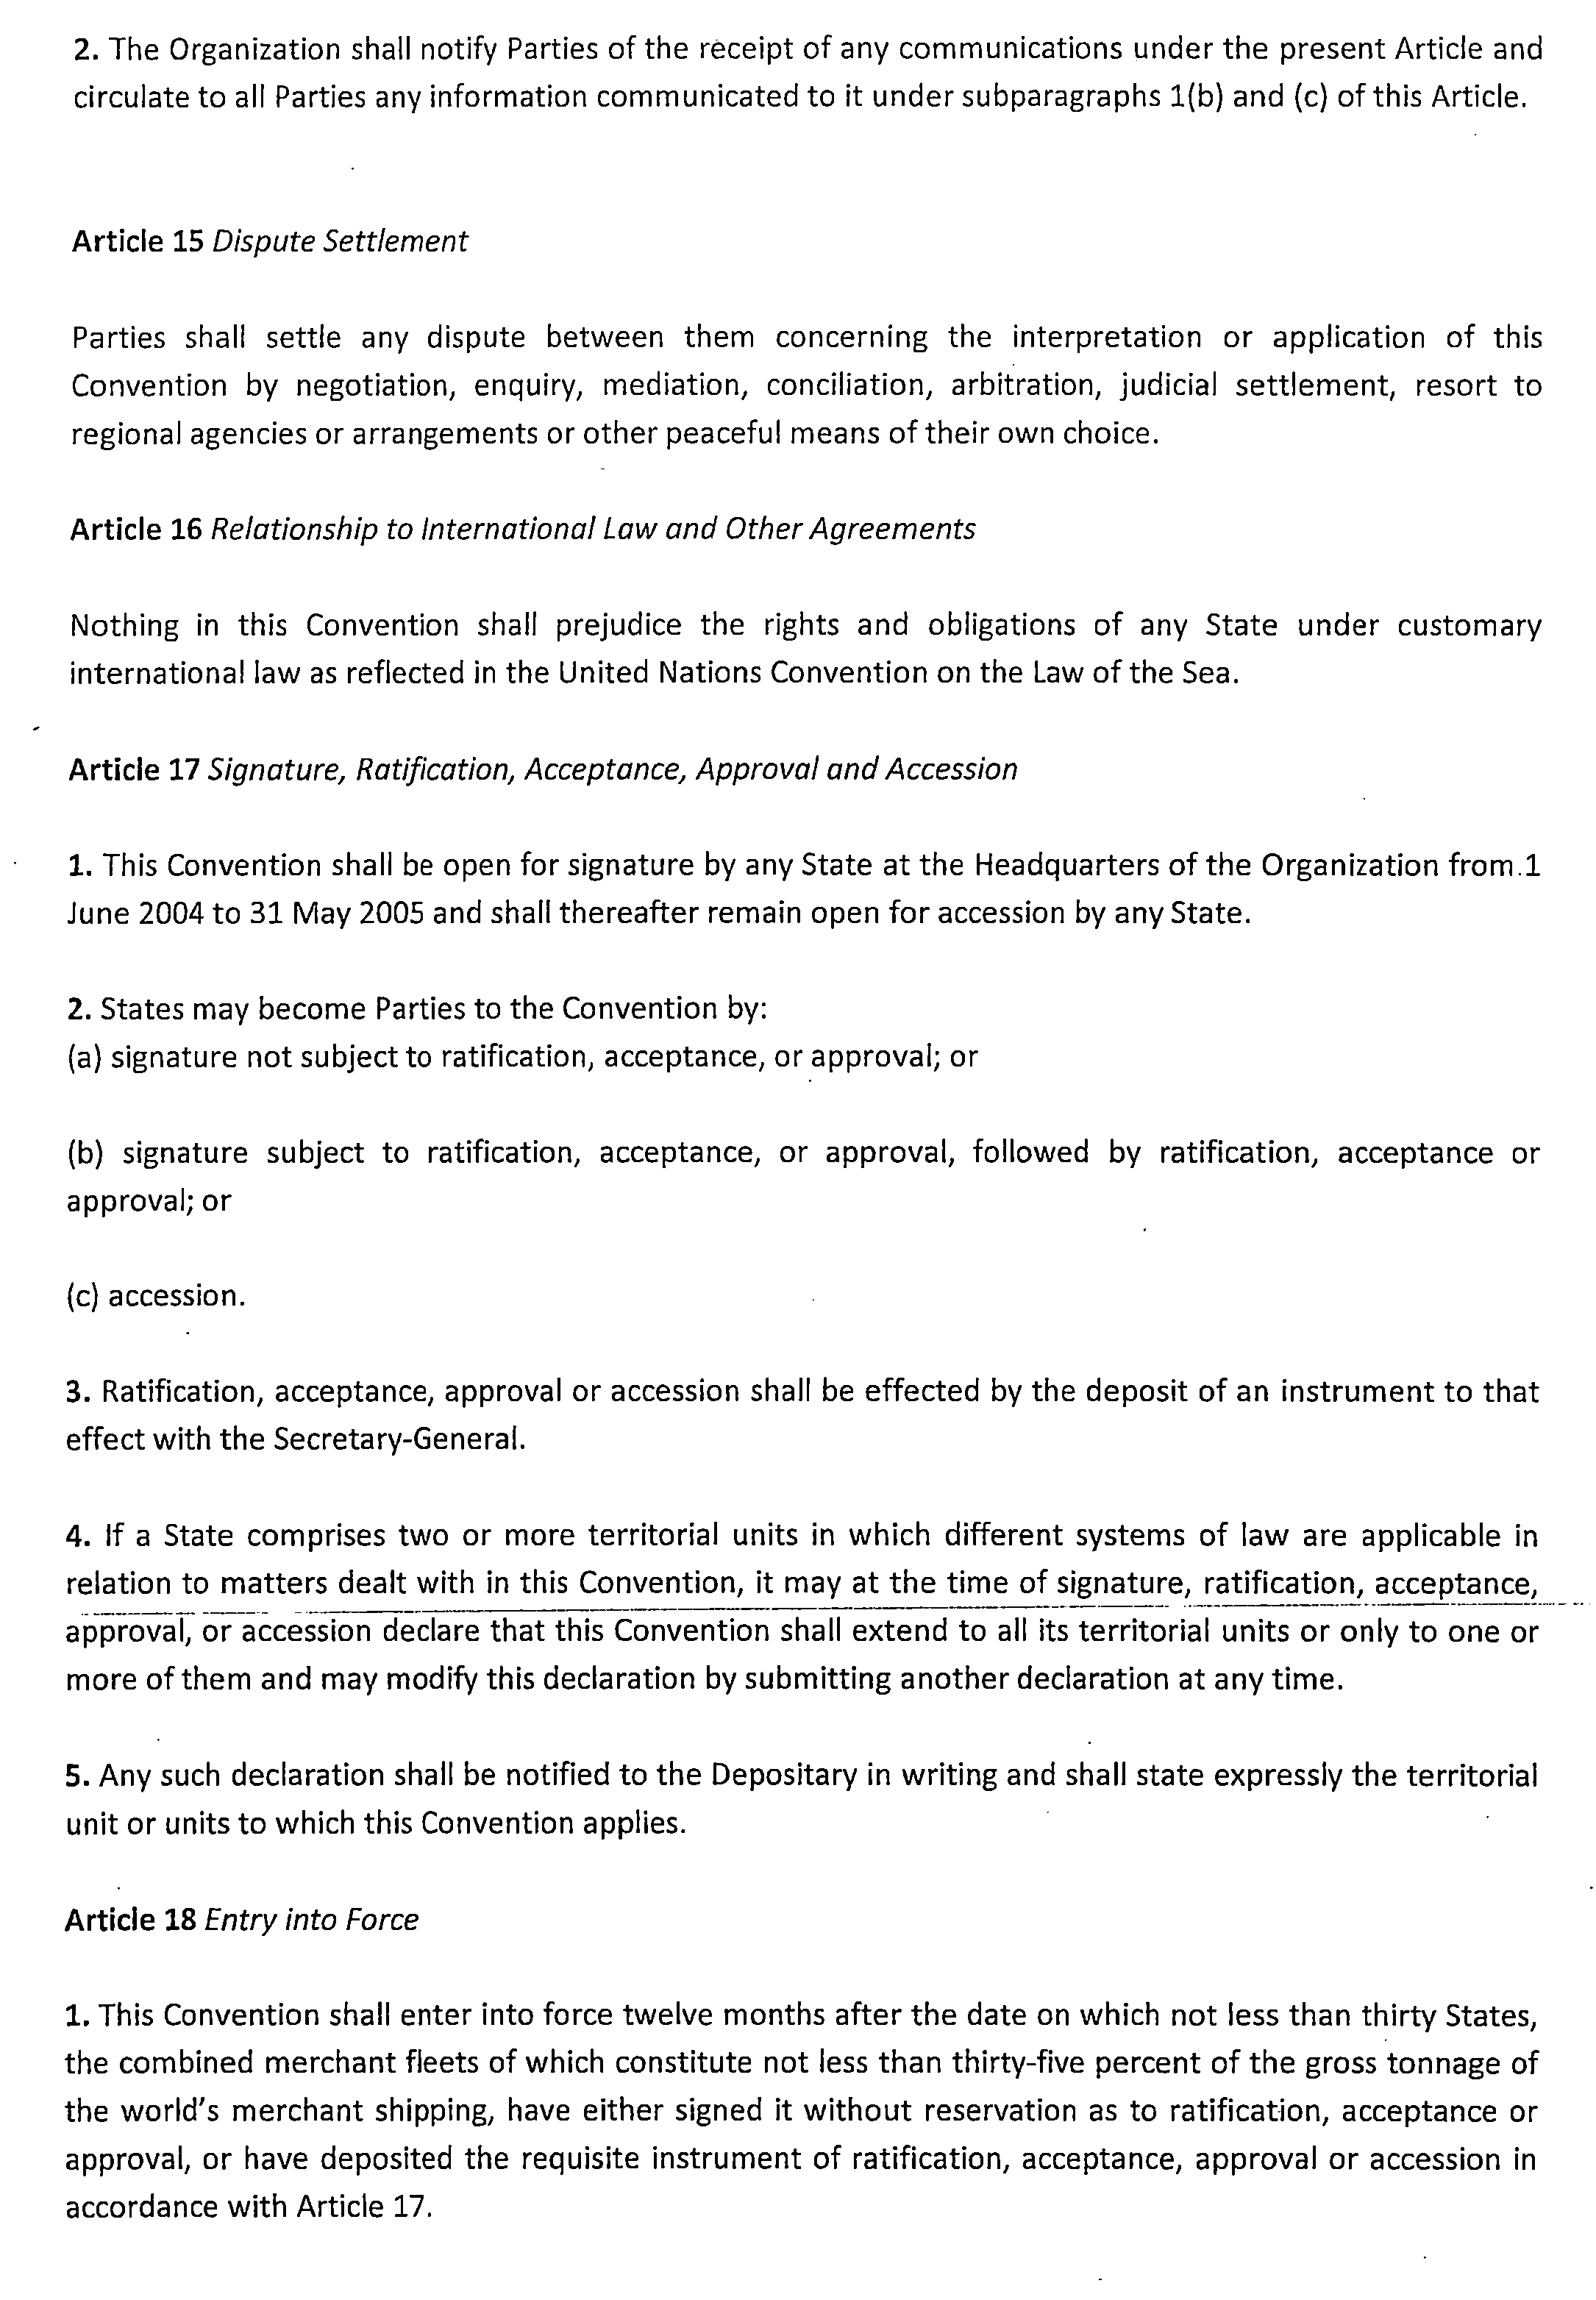 2. The Organization shall notify Parties of the receipt of any communications under the present Article and
circulate to all Parties any information communicated to it under subparagraphs 1(b) and (c) of this Article.
Article 15 Dispute Settlement
Parties shall settle any dispute between them concerning the interpretation or application of this
Convention by negotiation, enquiry, mediation, conciliation, arbitration, judicial settlement, resort to
regional agencies or arrangements or other peaceful means of their own choice.
Article 16 Relationship to International Law and Other Agreements
Nothing in this Convention shall prejudice the rights and obligations of any State under customary
international law as reflected in the United Nations Convention on the Law of the Sea.
Article 17 Signature, Ratification, Acceptance, Approval and Accession
1. This Convention shall be open for signature by any State at the Headquarters of the Organization from 1
June 2004 to 31 May 2005 and shall thereafter remain open for accession by any State.
2. States may become Parties to the Convention by:
(a) signature not subject to ratification, acceptance, or approval; or
(b) signature subject to ratification, acceptance, or approval, followed by ratification, acceptance or
approval; or
(c) accession.
3. Ratification, acceptance, approval or accession shall be effected by the deposit of an instrument to that
effect with the Secretary-General.
4. If a State comprises two or more territorial units in which different systems of law are applicable in
relation to matters dealt with in this Convention, it may at the time of signature, ratification, acceptance,
approval, or accession declare that this Convention shall extend to all its territorial units or only to one or
more of them and may modify this declaration by submitting another declaration at any time.
5. Any such declaration shall be notified to the Depositary in writing and shall state expressly the territorial
unit or units to which this Convention applies.
Article 18 Entry into Force
1. This Convention shall enter into force twelve months after the date on which not less than thirty States,
the combined merchant fleets of which constitute not less than thirty-five percent of the gross tonnage of
the world's merchant shipping, have either signed it without reservation as to ratification, acceptance or
approval, or have deposited the requisite instrument of ratification, acceptance, approval or accession in
accordance with Article 17.